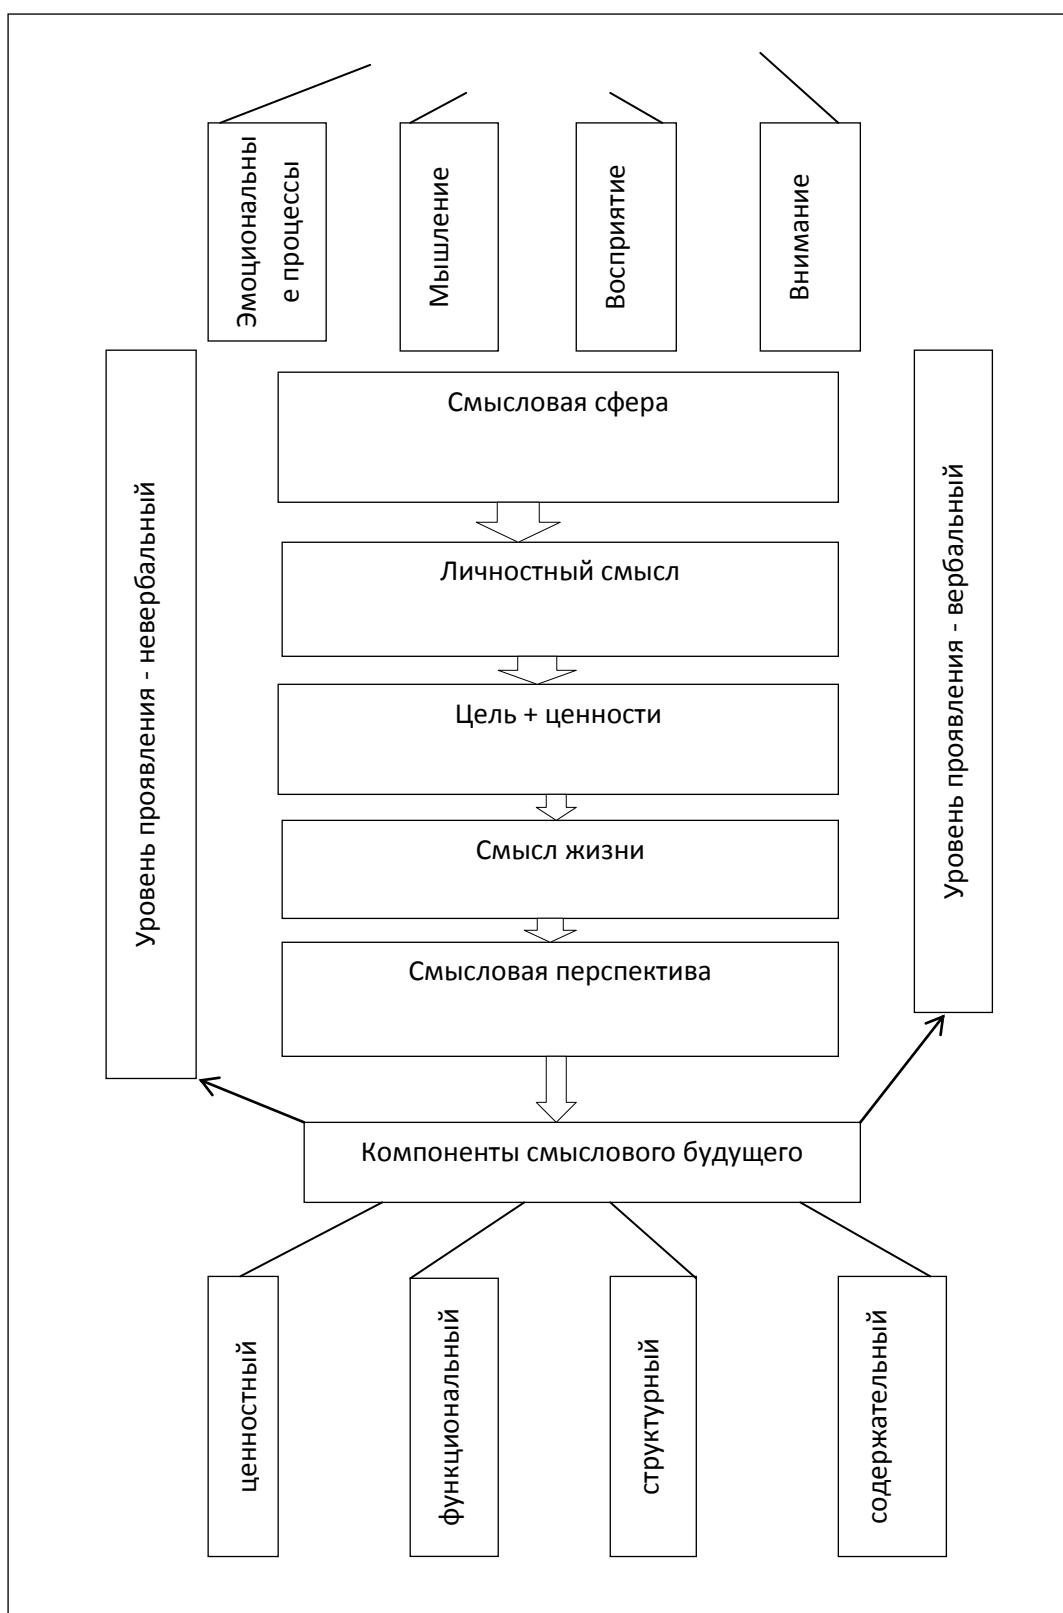 Эмоциональны
е процессы
Мышление
Восприятие
Внимание
Уровень проявления - невербальный
Смысловая сфера
Личностный смысл
Цель + ценности
Смысл жизни
Смысловая перспектива
Уровень проявления - вербальный
Компоненты смыслового будущего
ценностный
функциональный
структурный
содержательный